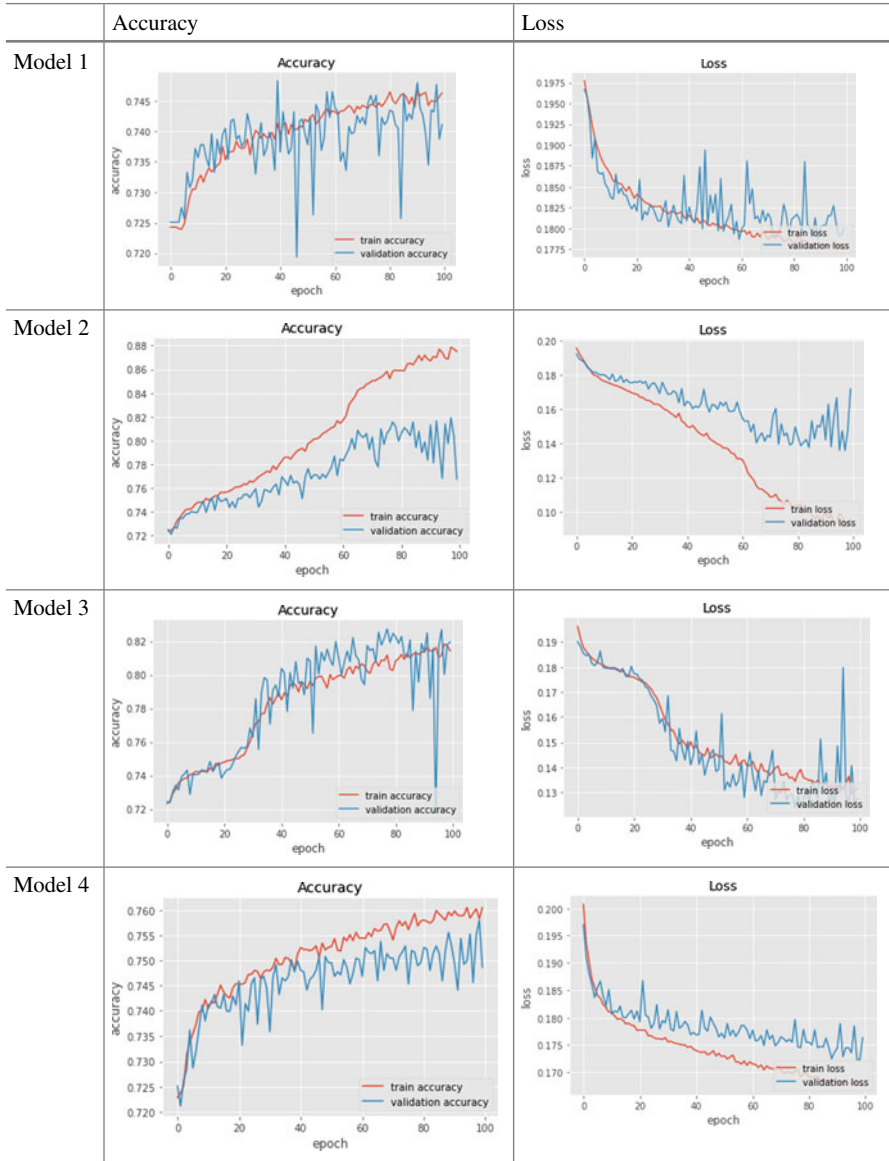 Accuracy Loss
Model 1
Accuracy
0.745
0.740
0.735
0.730
0.725
0.720
accuracy
0 20 40 60 80 100
epoch
train accuracy
validation accuracy
Loss
0.1975
0.1950
0.1925
0.1900
0.1875
0.1850
0.1825
0.1800
0.1775
loss
0 20 40 60 80 100
epoch
train loss
validation loss
Model 2
Accuracy
0.88
0.86
0.84
0.82
0.80
0.78
0.76
0.74
0.72
accuracy
0 20 40 60 80 100
epoch
train accuracy
validation accuracy
Loss
0.20
0.18
0.16
0.14
0.12
0.10
loss
0 20 40 60 80 100
train loss
validation loss
Model 3
Accuracy
0.82
0.80
0.78
0.76
0.74
0.72
accuracy
0 20 40 60 80 100
epoch
train accuracy
validation accuracy
Loss
0.19
0.18
0.17
0.16
0.15
0.14
0.13
loss
0 20 40 60 80 100
train loss
validation loss
Model 4
Accuracy
0.760
0.755
0.750
0.745
0.740
0.735
0.730
0.725
0.720
accuracy
0 20 40 60 80 100
epoch
train accuracy
validation accuracy
Loss
0.200
0.195
0.190
0.185
0.180
0.175
0.170
loss
0 20 40 60 80 100
epoch
train loss
validation loss